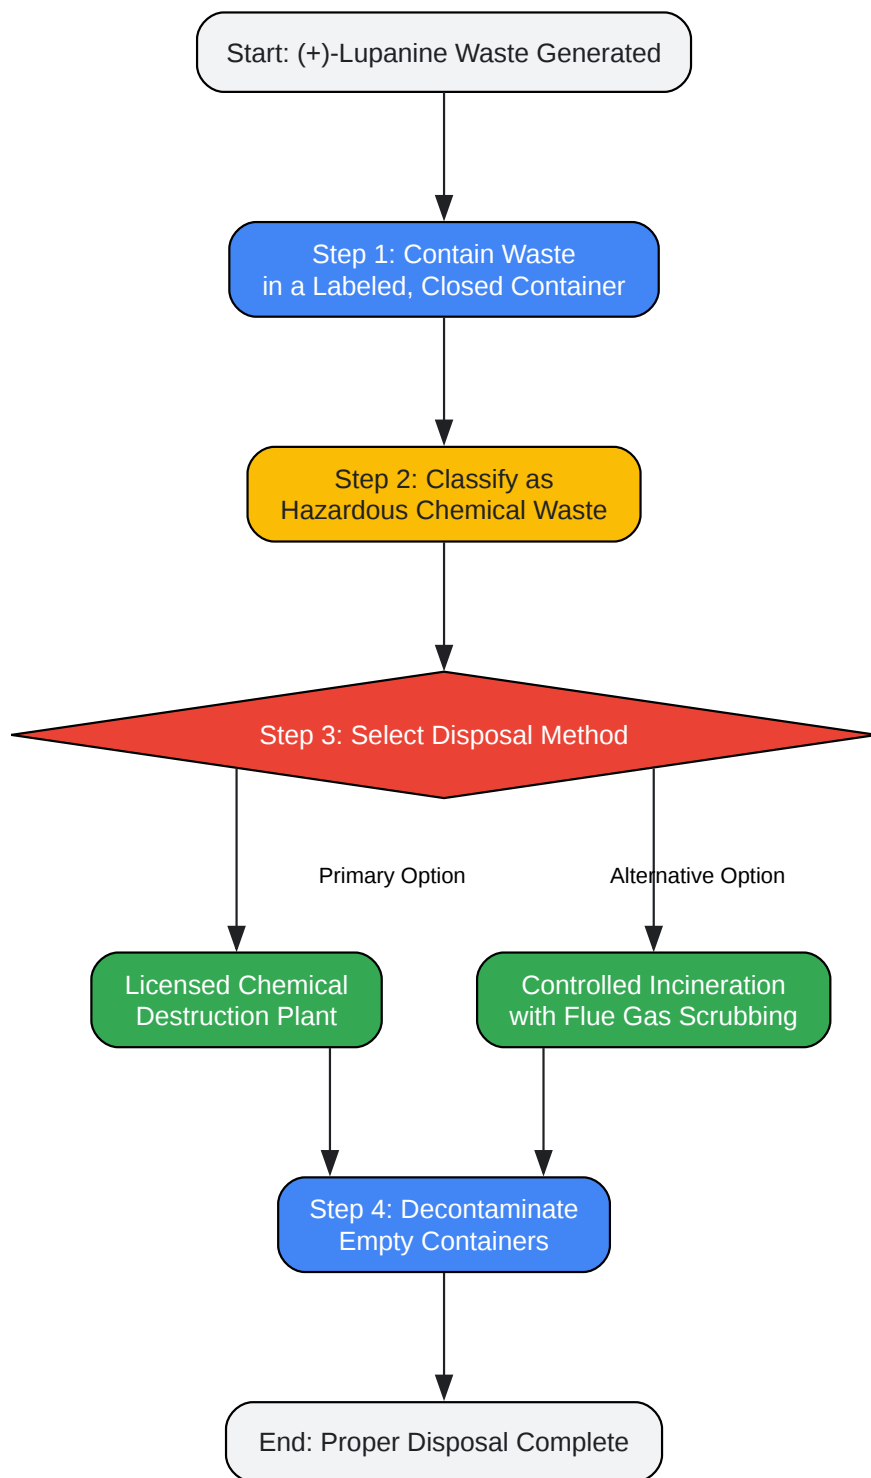 Start: (+)-Lupanine Waste Generated
Step 1: Contain Waste
in a Labeled, Closed Container
Step 2: Classify as
Hazardous Chemical Waste
Step 3: Select Disposal Method
Primary Option
Alternative Option
Licensed Chemical
Destruction Plant
Controlled Incineration
with Flue Gas Scrubbing
Step 4: Decontaminate
Empty Containers
End: Proper Disposal Complete